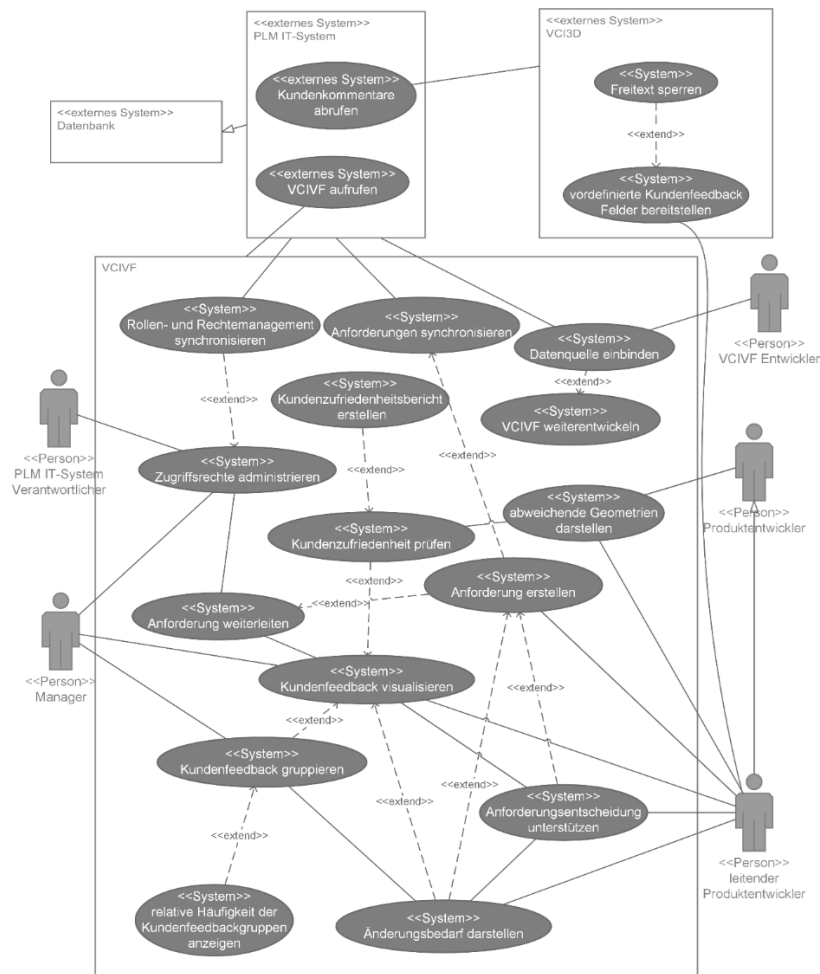 <<externes System>>
PLM IT-System
<<externes System>>
Kundenkommentare
abrufen
<<externes System>>
VCIVF aufrufen
<<externes System>>
VCI3D
<<System>>
Freitext sperren
<<extend>>
<<System>>
vordefinierte Kundenfeedback
Felder bereitstellen
<<externes System>>
Datenbank
VCIVF
<<System>>
Rollen- und Rechtemanagement
synchronisieren
<<System>>
Anforderungen synchronisieren
<<System>>
Datenquelle einbinden
<<Person>>
VCIVF Entwickler
<<extend>>
<<extend>>
<<extend>>
<<System>>
Kundenzufriedenheitsbericht
erstellen
<<System>>
VCIVF weiterentwickeln
<<Person>>
PLM IT-System
Verantwortlicher
<<System>>
Zugriffsrechte administrieren
<<extend>>
<<System>>
abweichende Geometrien
darstellen
<<Person>>
Produktentwickler
<<System>>
Kundenzufriedenheit prüfen
<<extend>>
<<System>>
Anforderung erstellen
<<extend>>
<<System>>
Anforderung weiterleiten
<<Person>>
Manager
<<System>>
Kundenfeedback visualisieren
<<extend>>
<<extend>>
<<extend>>
<<System>>
Kundenfeedback gruppieren
<<extend>>
<<System>>
Anforderungsentscheidung
unterstützen
<<extend>>
<<Person>>
leitender
Produktentwickler
<<System>>
relative Häufigkeit der
Kundenfeedbackgruppen
anzeigen
<<System>>
Änderungsbedarf darstellen